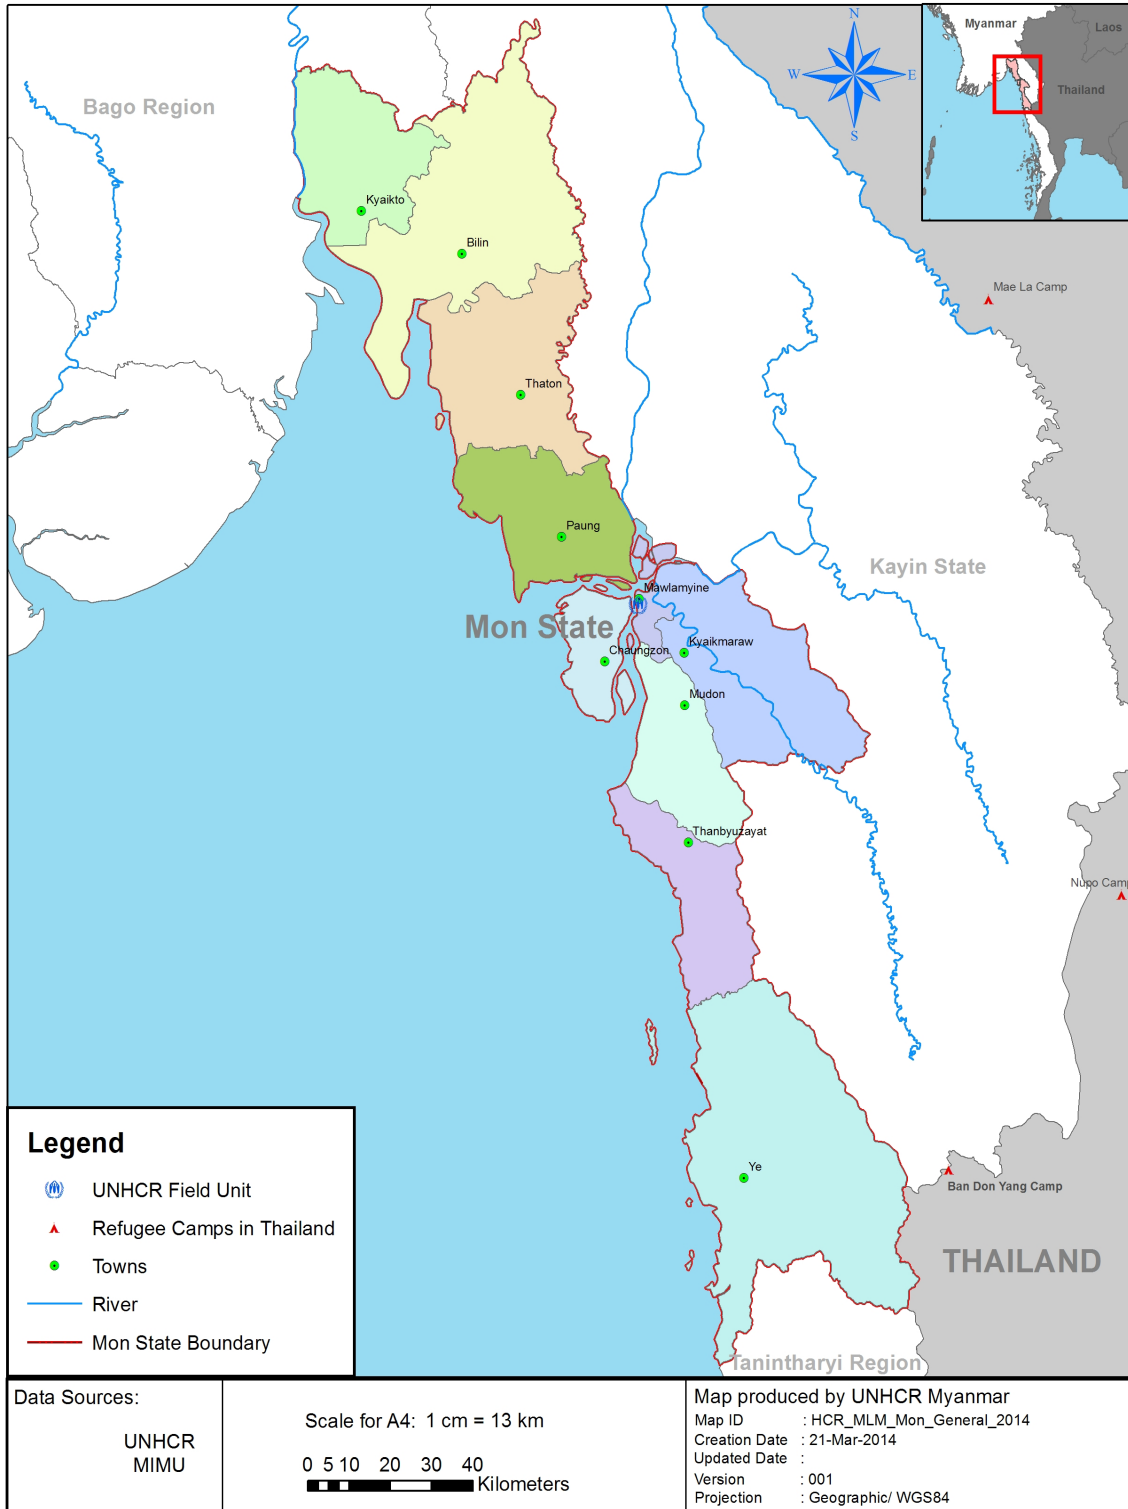 N
W
E
S
Myanmar
Laos
Thailand
Bago Region
Kyaikto
Bilin
Mae La Camp
Thaton
Paung
Kayin State
Mawlamyine
Mon State
Kyaikmaraw
Chaungzon
Mudon
Thanbyuzayat
Nupo Camp
Ye
Ban Don Yang Camp
THAILAND
Tanintharyi Region
Legend
UNHCR Field Unit
Refugee Camps in Thailand
Towns
River
Mon State Boundary
Data Sources:
UNHCR
MIMU
Scale for A4: 1 cm = 13 km
0 5 10 20 30 40
Kilometers
Map produced by UNHCR Myanmar
Map ID : HCR_MLM_Mon_General_2014
Creation Date : 21-Mar-2014
Updated Date :
Version : 001
Projection : Geographic/ WGS84